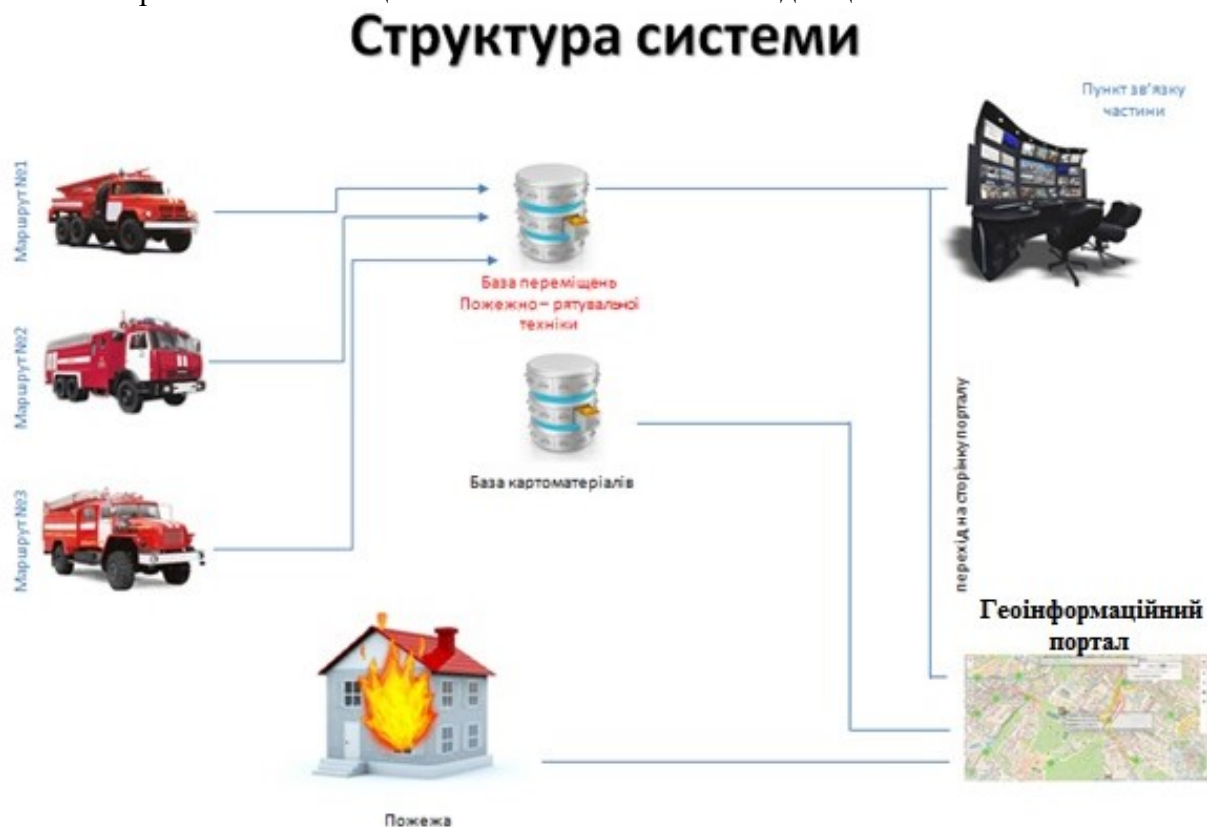 Структура системи
Пункт зв'язку
частини
Маршрут №1
База переміщень
Пожежно – рятувальної
техніки
Маршрут №2
База картоматеріалів
Маршрут №3
перехід на сторінку порталу
Геоінформаційний
портал
Пожежа